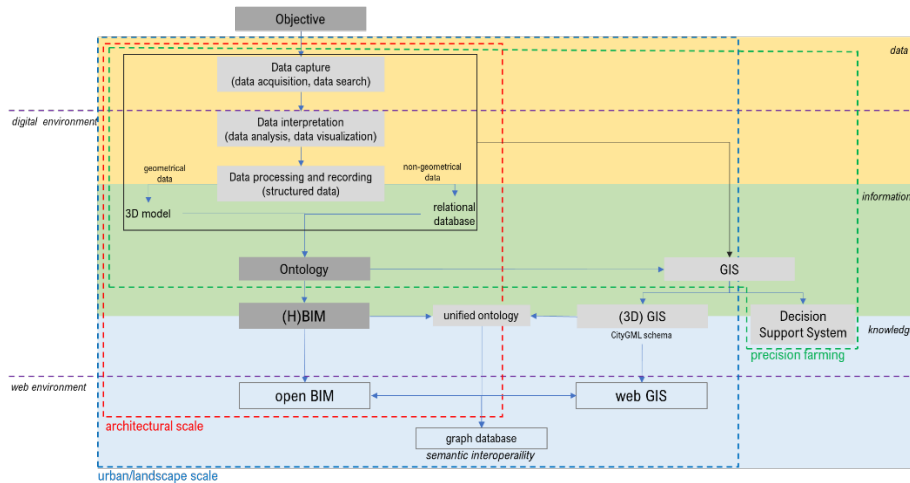 Objective
data
Data capture
(data acquisition, data search)
digital environment
Data interpretation
(data analysis, data visualization)
geometrical
data
Data processing and recording
(structured data)
non-geometrical
data
3D model
relational
database
information
Ontology
GIS
(H)BIM
unified ontology
(3D) GIS
CityGML schema
Decision
Support System
knowledge
precision farming
web environment
open BIM
web GIS
architectural scale
graph database
semantic interoperaility
urban/landscape scale